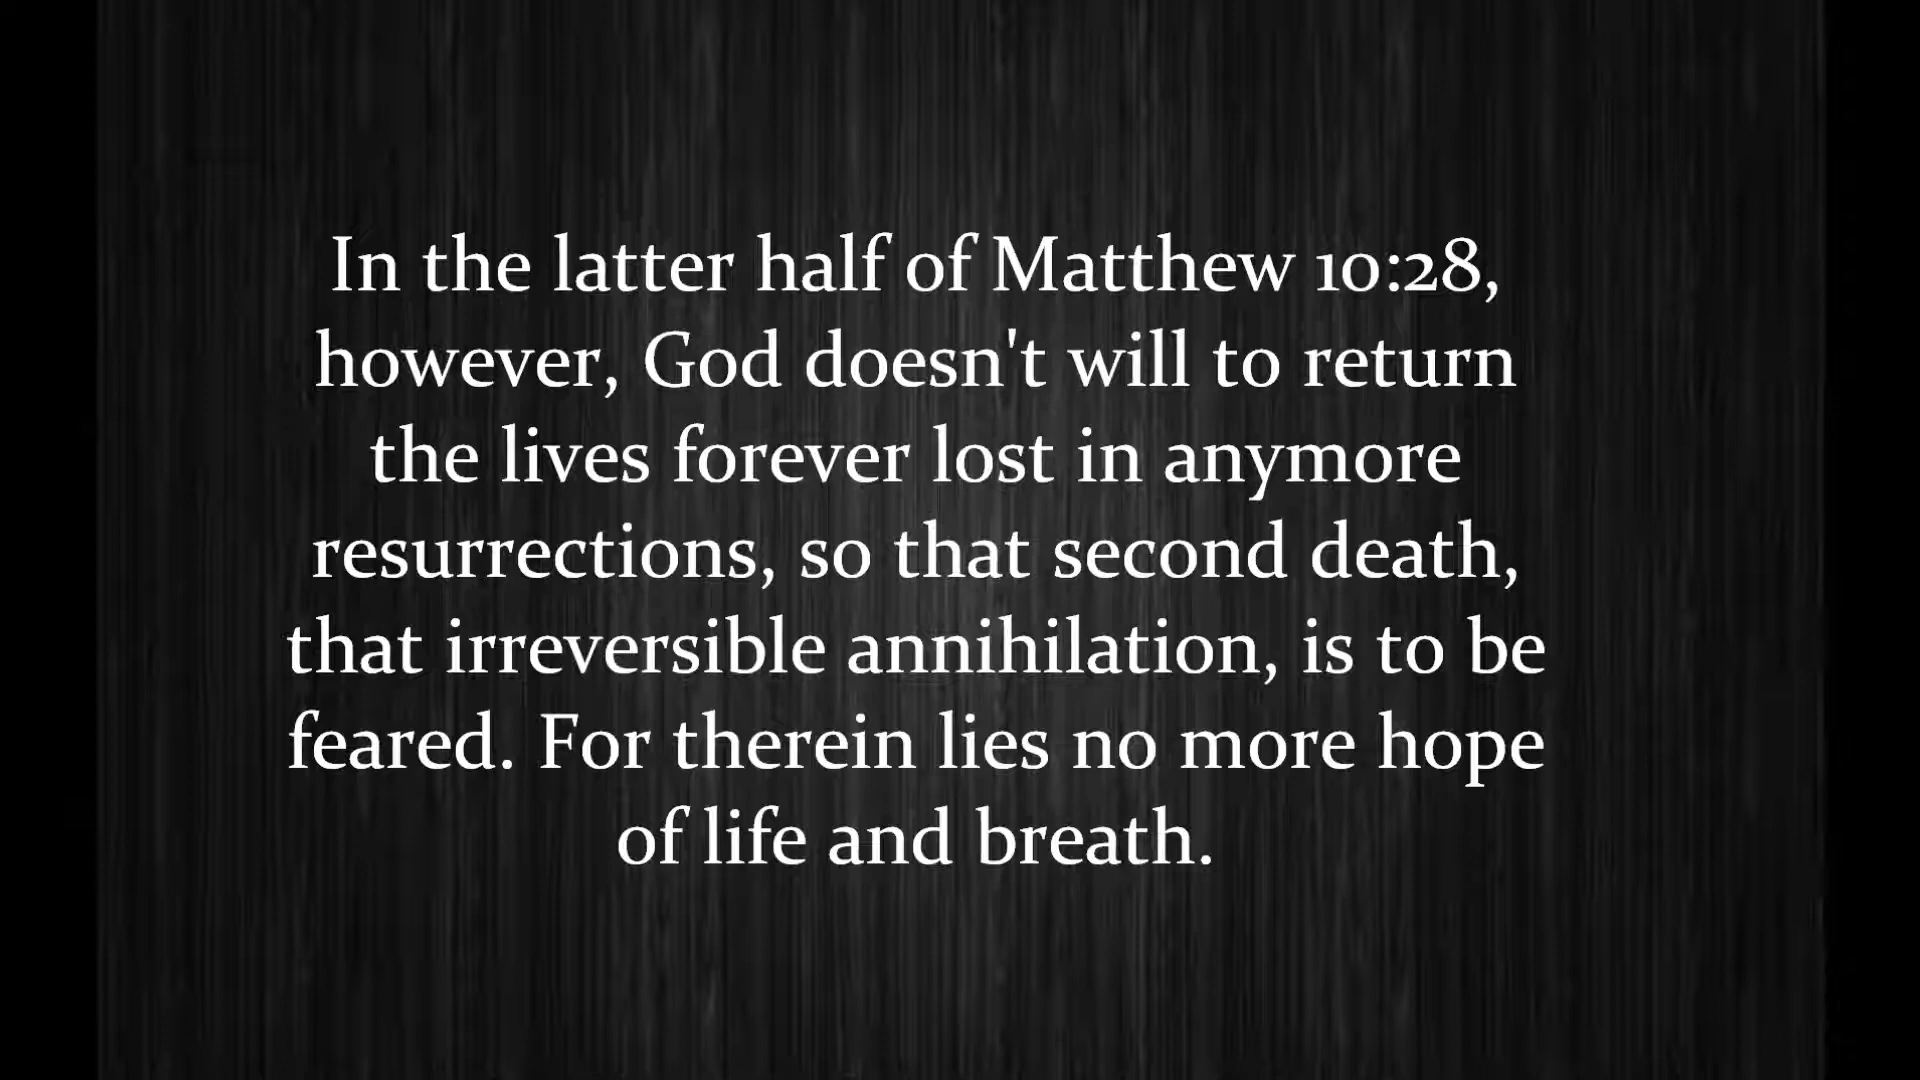 In the latter half of Matthew 10:28,
however, God doesn't will to return
the lives forever lost in anymore
resurrections, so that second death,
that irreversible annihilation, is to be
feared. For therein lies no more hope
of life and breath.